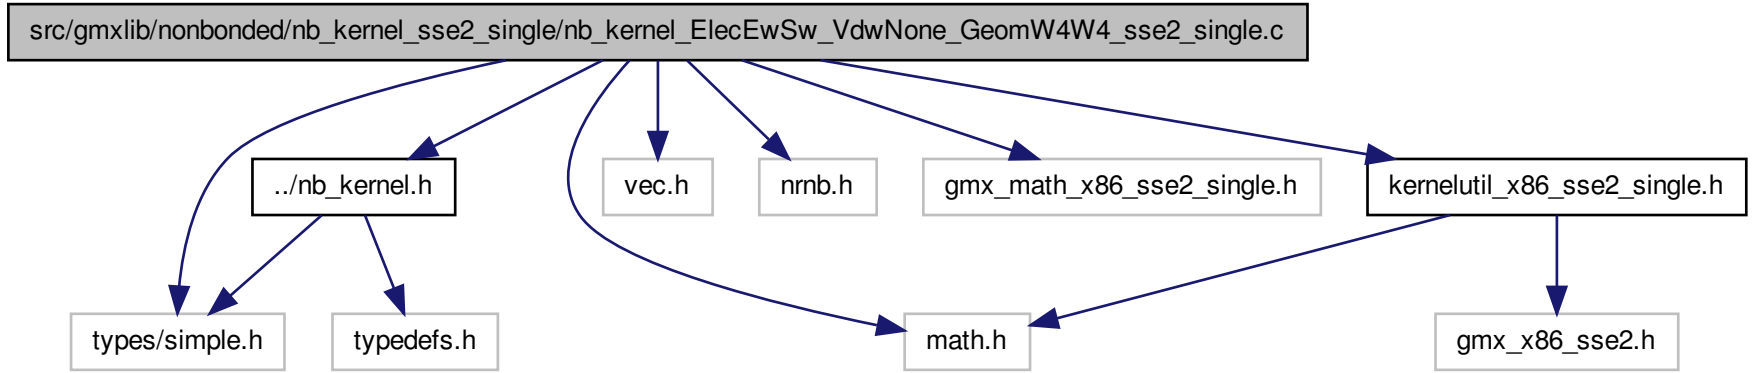 src/gmxlib/nonbonded/nb_kernel_sse2_single/nb_kernel_ElecEwSw_VdwNone_GeomW4W4_sse2_single.c
../nb_kernel.h
vec.h
nrnb.h
gmx_math_x86_sse2_single.h
kernelutil_x86_sse2_single.h
types/simple.h
typedefs.h
math.h
gmx_x86_sse2.h